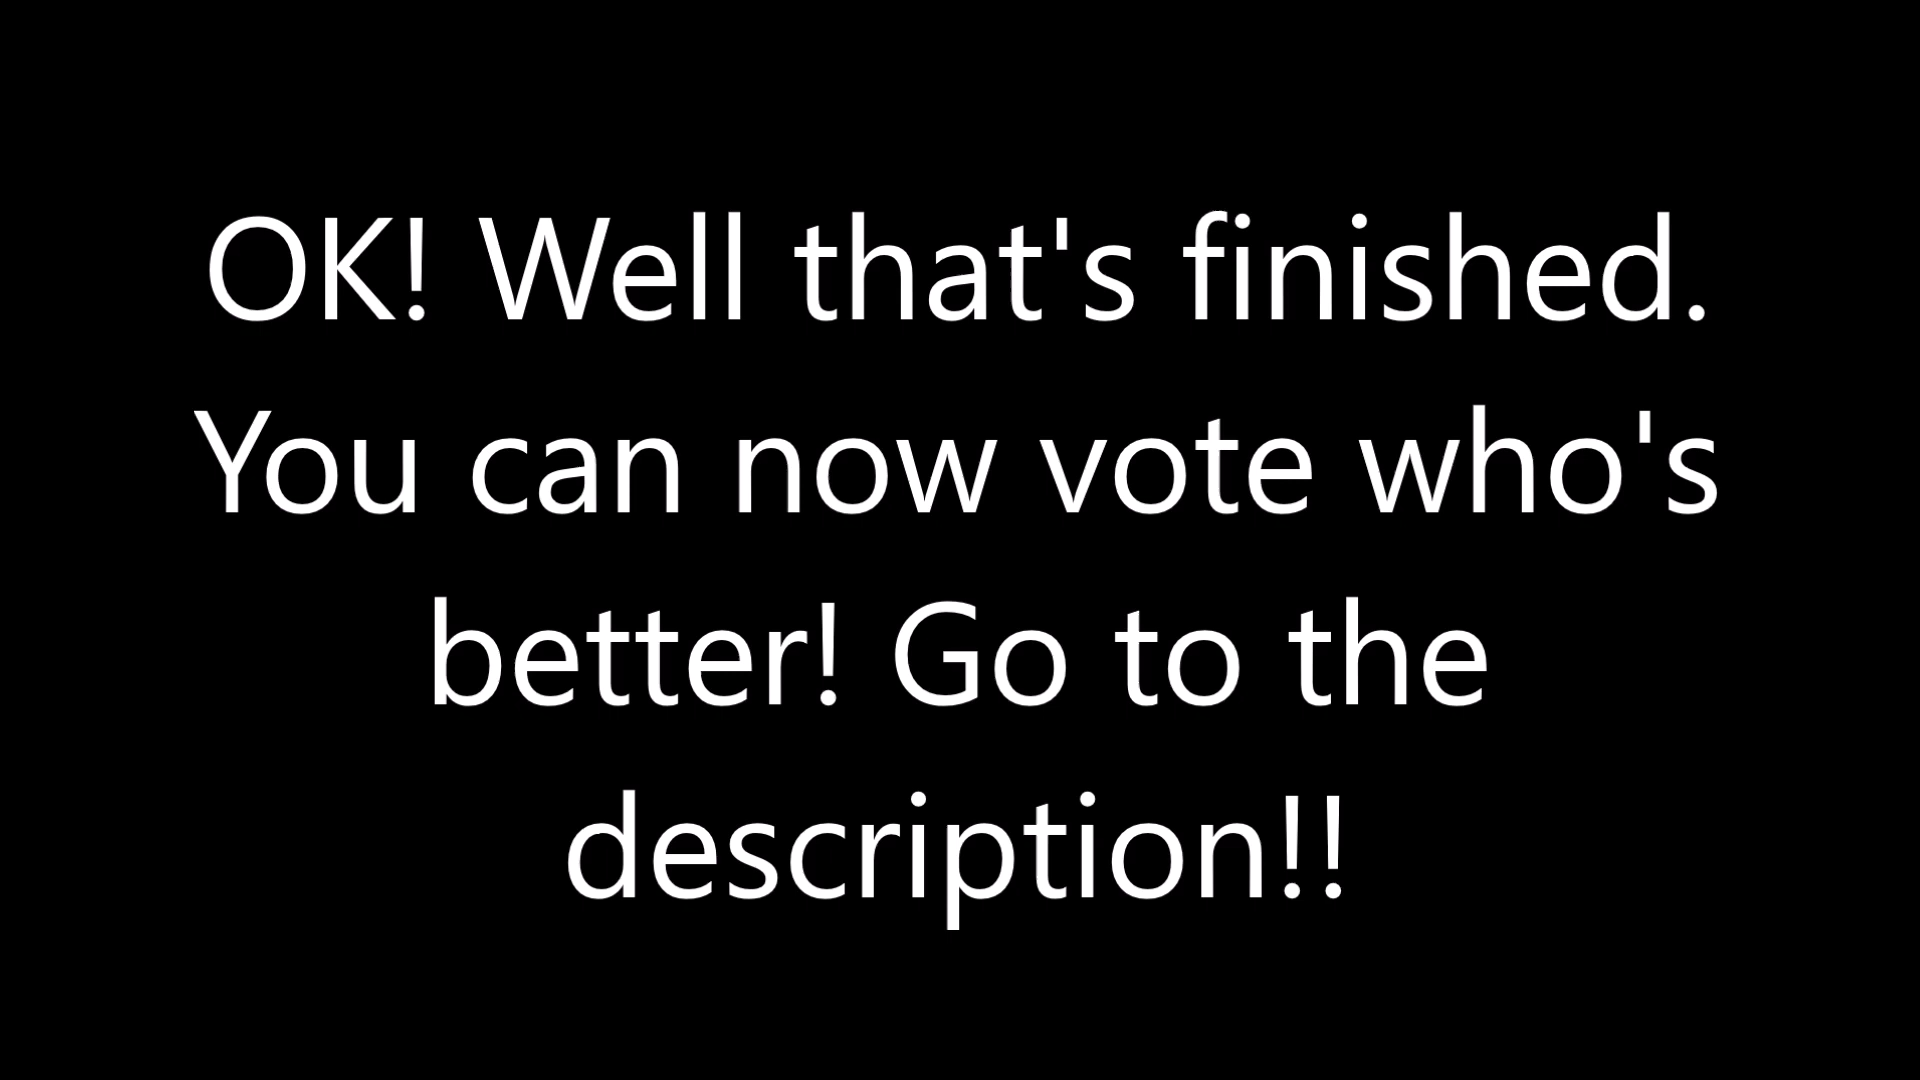 OK! Well that's finished.
You can now vote who's
better! Go to the
description!!